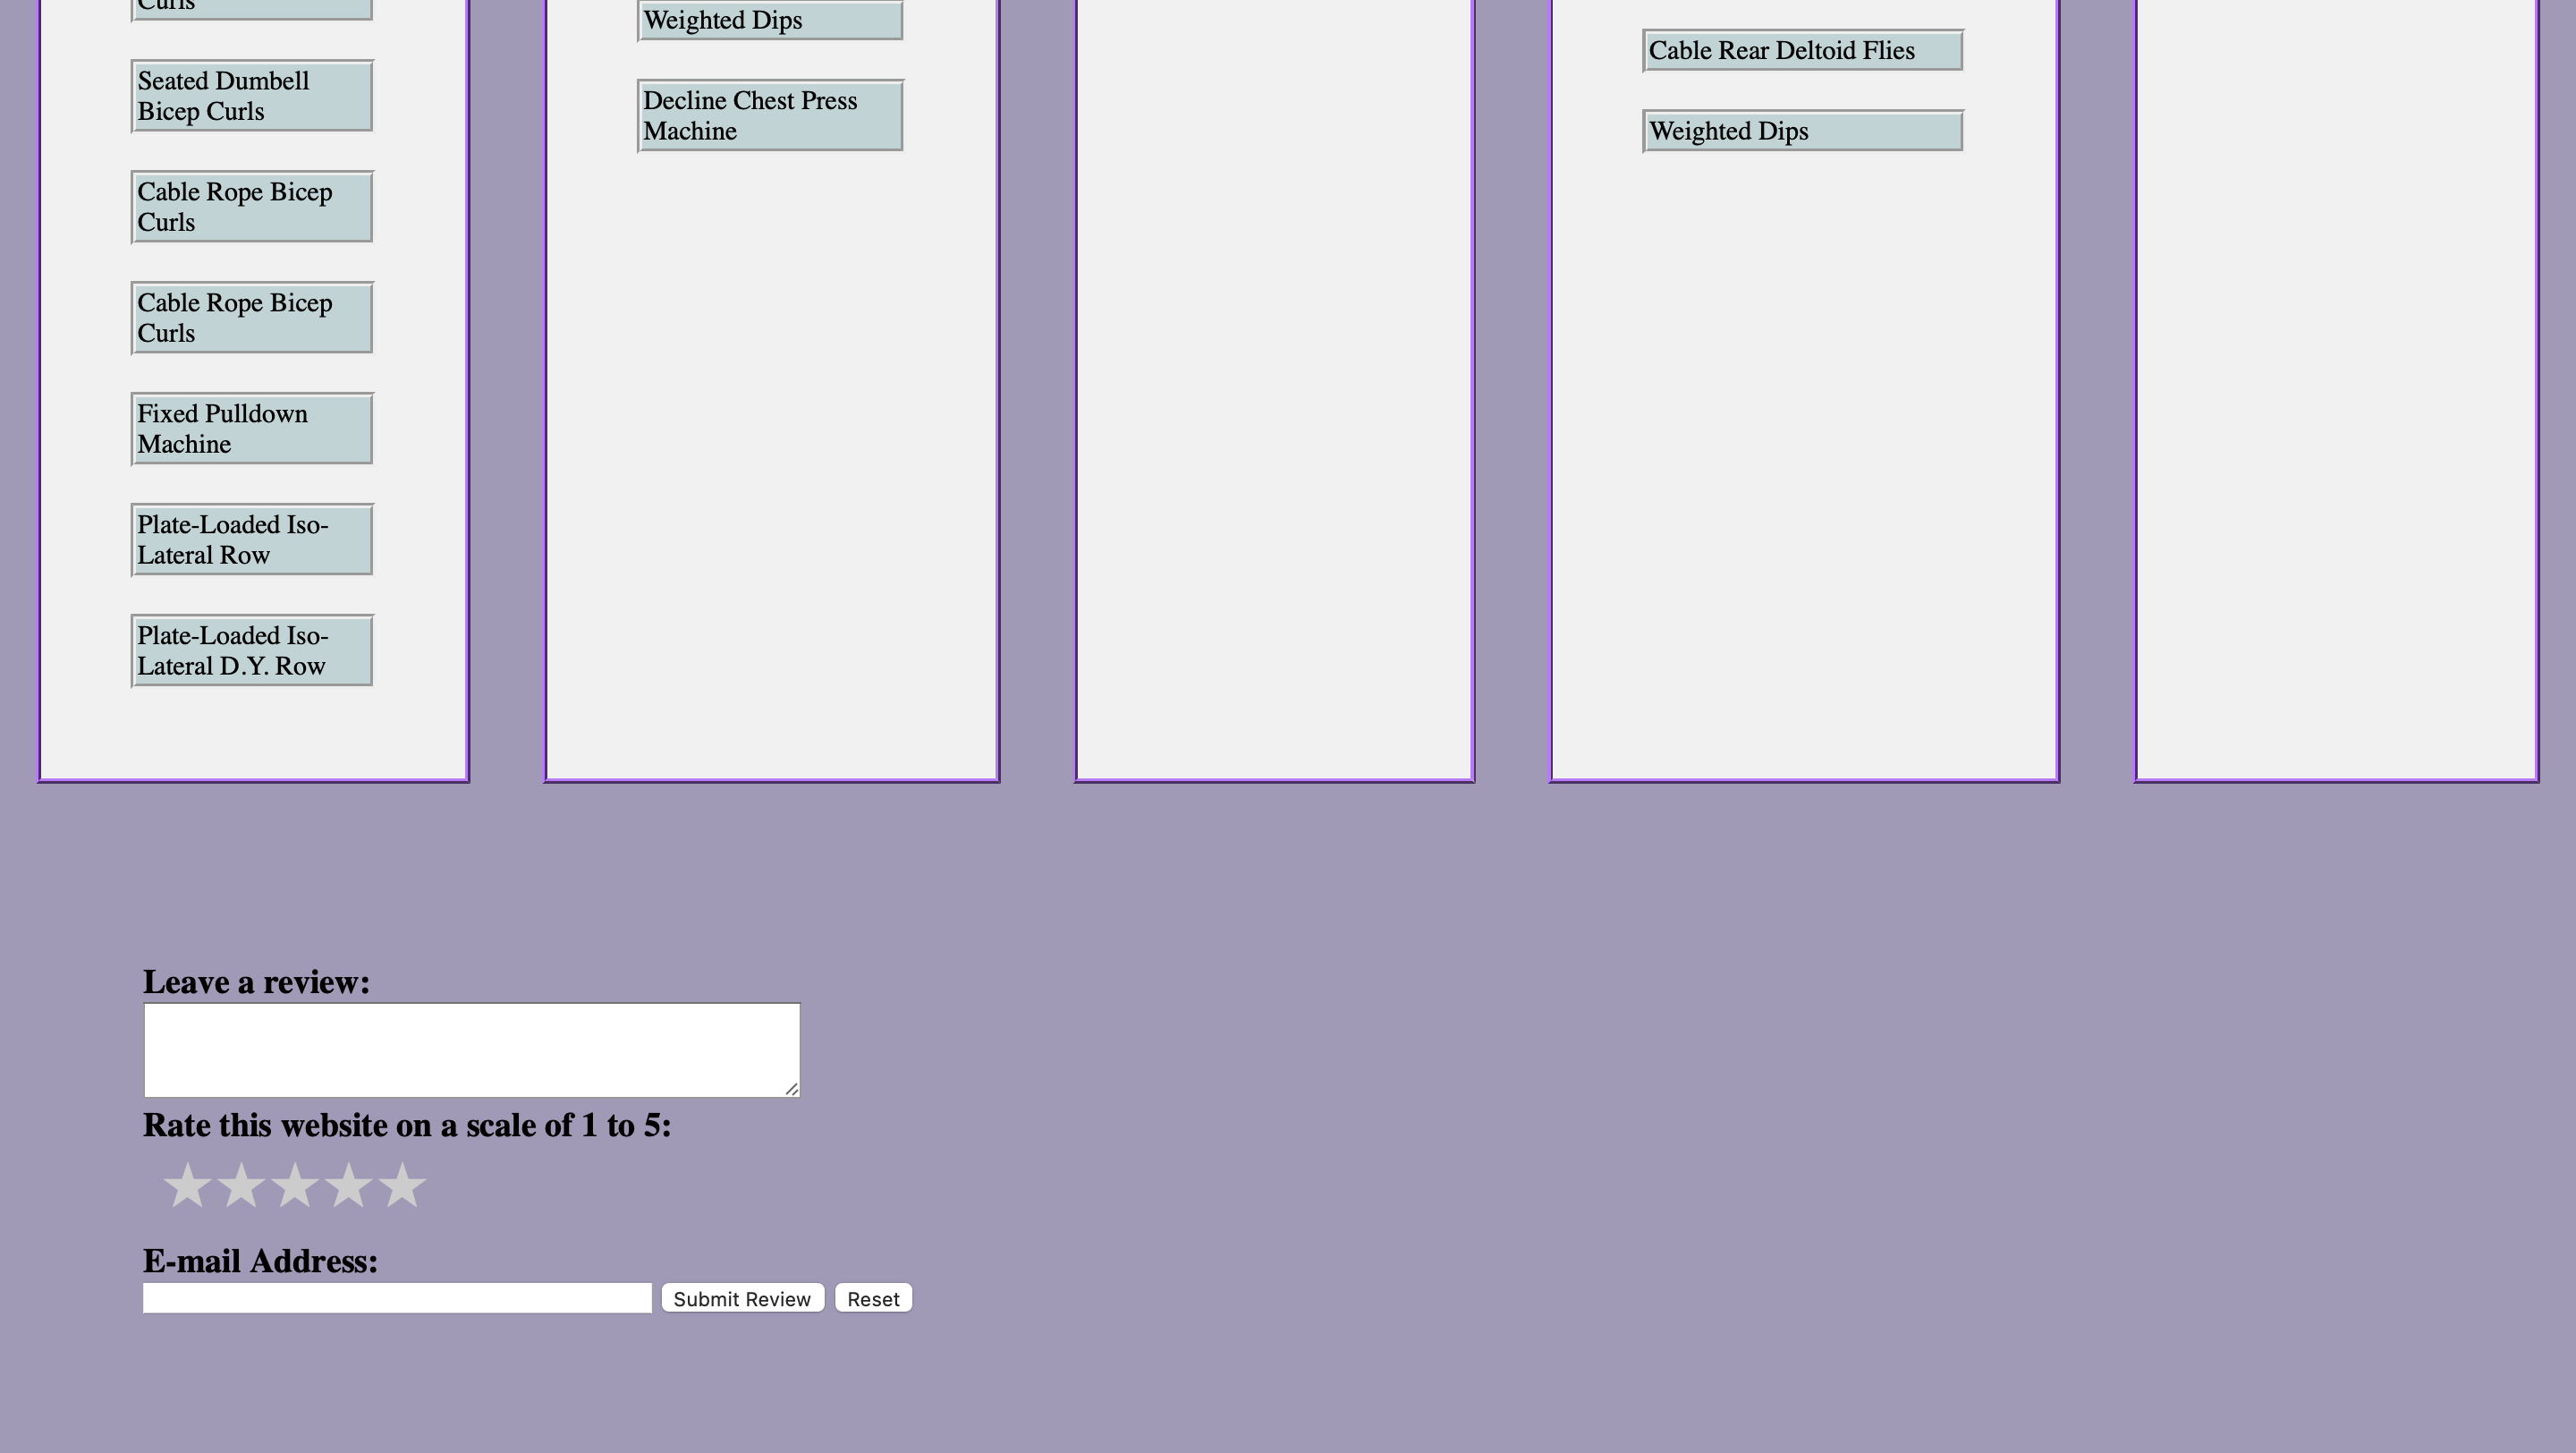 Curls
Seated Dumbell
Bicep Curls
Cable Rope Bicep
Curls
Cable Rope Bicep
Curls
Fixed Pulldown
Machine
Plate-Loaded Iso-
Lateral Row
Plate-Loaded Iso-
Lateral D.Y. Row
Weighted Dips
Decline Chest Press
Machine
Cable Rear Deltoid Flies
Weighted Dips
Leave a review:
Rate this website on a scale of 1 to 5:
E-mail Address:
Submit Review
Reset